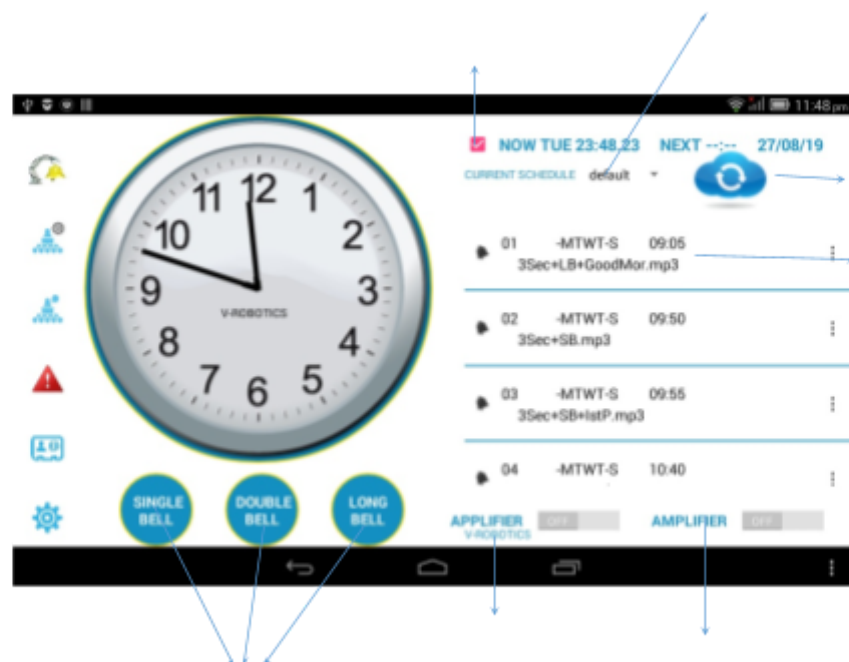 11:48 pm
NOW TUE 23:48.23 NEXT --:-- 27/08/19
CURRENT SCHEDULE default
12
11 1
10 2
9 3
8 4
7 5
6
V-ROBOTICS
01 -MTWT-S 09:05
3Sec+LB+GoodMor.mp3
02 -MTWT-S 09:50
3Sec+SB.mp3
03 -MTWT-S 09:55
3Sec+SB+IstP.mp3
04 -MTWT-S 10:40
SINGLE
BELL
DOUBLE
BELL
LONG
BELL
APPLIFIER OFF AMPLIFIER OFF
V-ROBOTICS